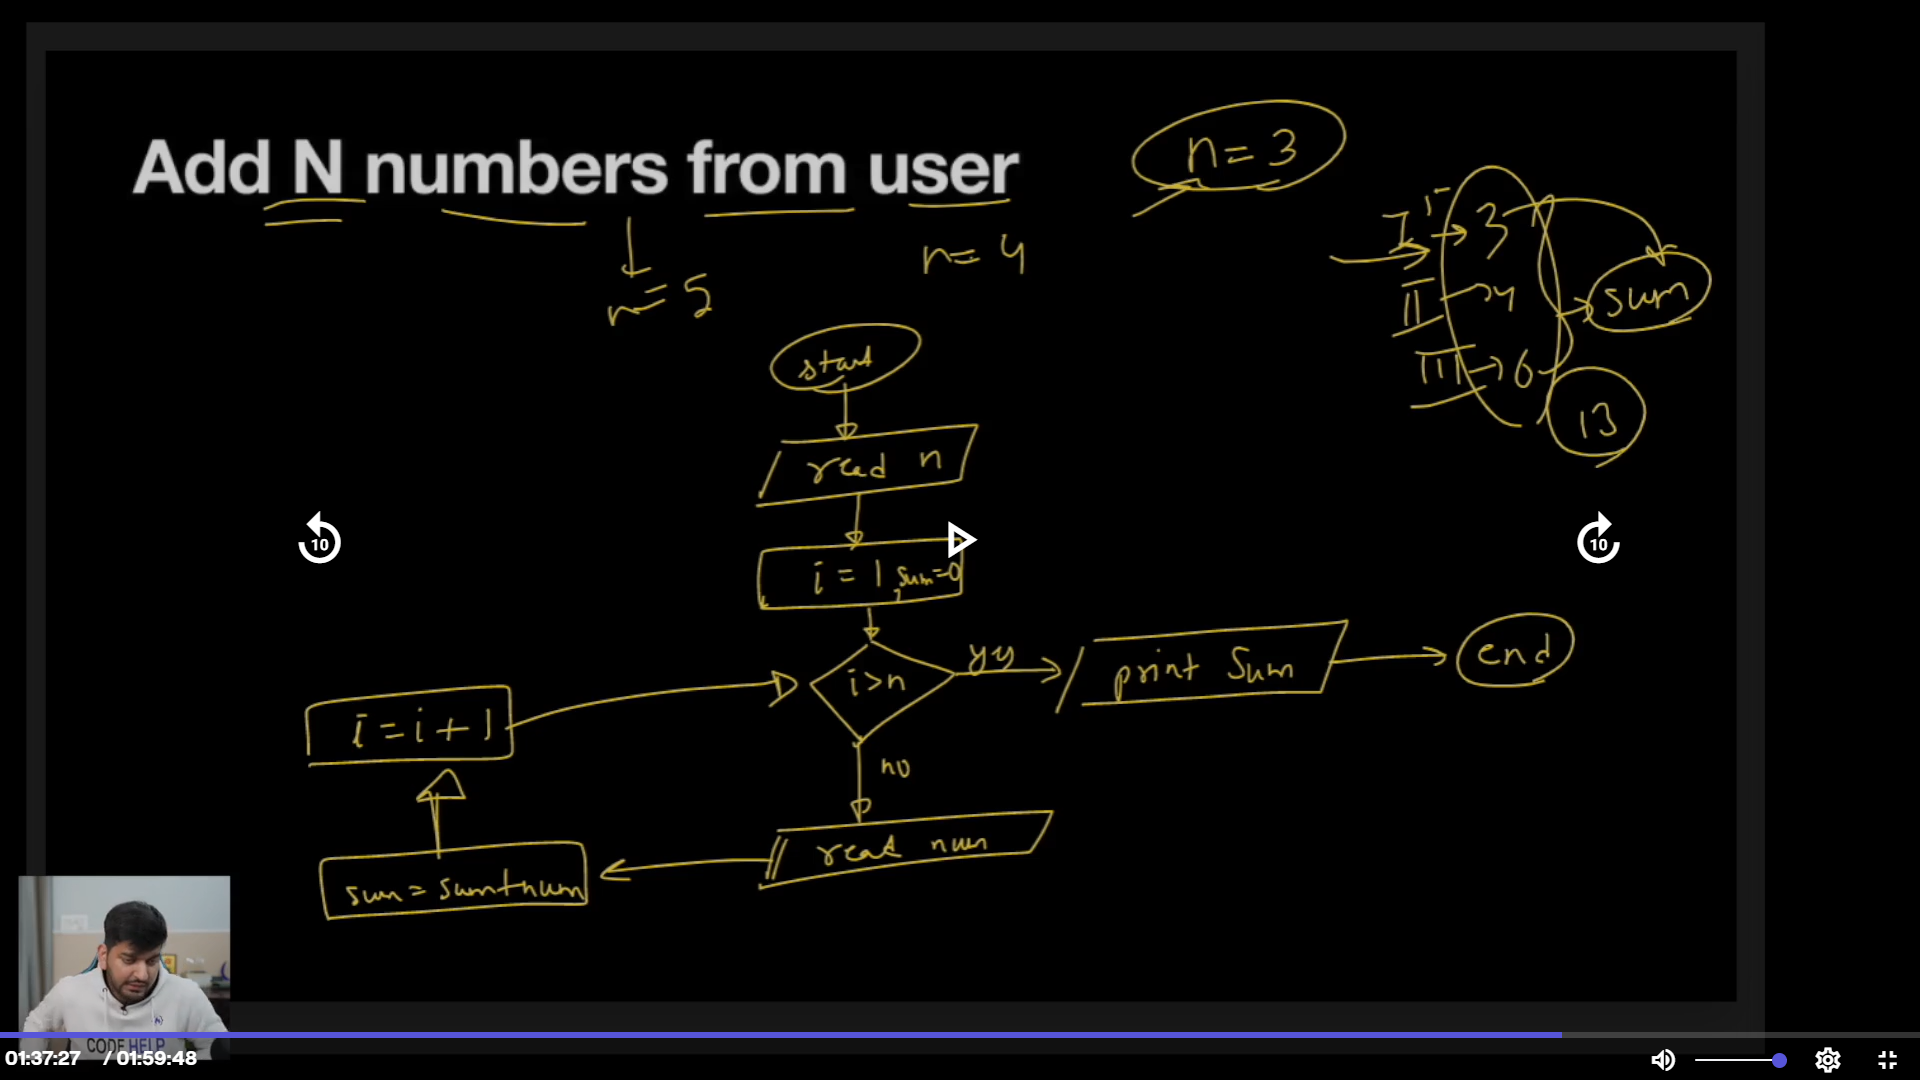 Add N numbers from user
n = 3
n = 5
n = 4
I → 3
II → 4
III → 6
sum
13
start
read n
i = 1, sum=0
i>n
print Sum
end
i = i + 1
no
read num
sum = sum+num
10
10
CODE HELP
01:37:27 / 01:59:48